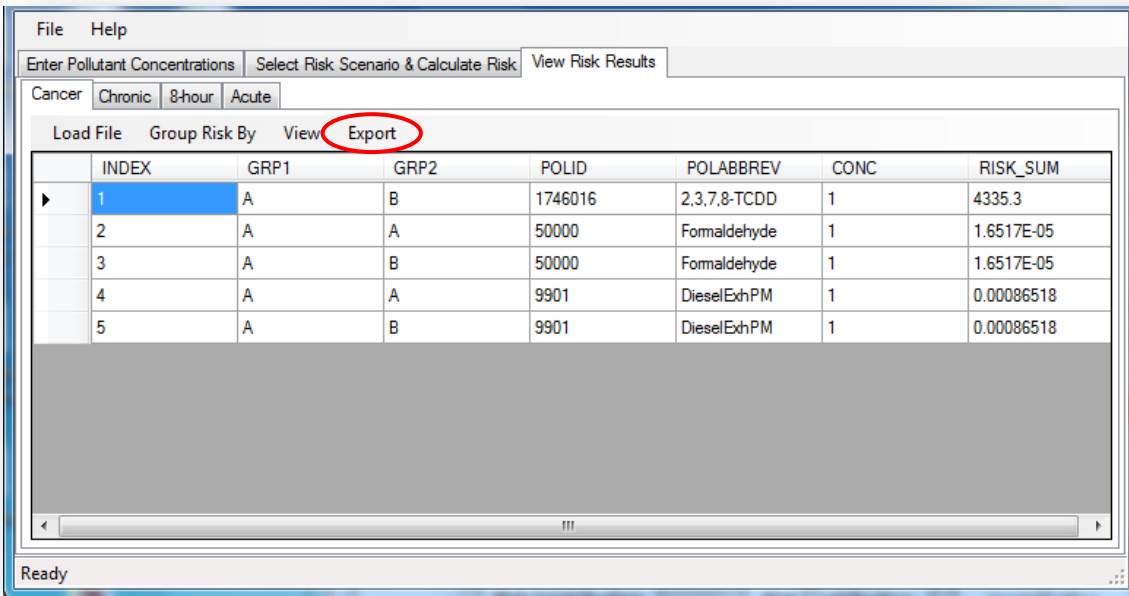 File Help
Enter Pollutant Concentrations Select Risk Scenario & Calculate Risk View Risk Results
Cancer Chronic 8-hour Acute
Load File Group Risk By View Export
INDEX GRP1 GRP2 POLID POLABBREV CONC RISK_SUM
1 A B 1746016 2,3,7,8-TCDD 1 4335.3
2 A A 50000 Formaldehyde 1 1.6517E-05
3 A B 50000 Formaldehyde 1 1.6517E-05
4 A A 9901 DieselExhPM 1 0.00086518
5 A B 9901 DieselExhPM 1 0.00086518
Ready